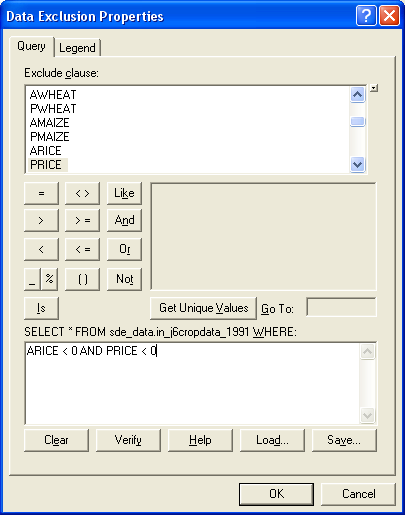 Data Exclusion Properties
Query Legend
Exclude clause:
AWHEAT
PWHEAT
AMAIZE
PMAIZE
ARICE
PRICE
= < > Like
> > = And
< < = Or
_ % ( ) Not
Is Get Unique Values Go To:
SELECT * FROM sde_data.in_j6cropdata_1991 WHERE:
ARICE < 0 AND PRICE < 0
Clear Verify Help Load... Save...
OK Cancel